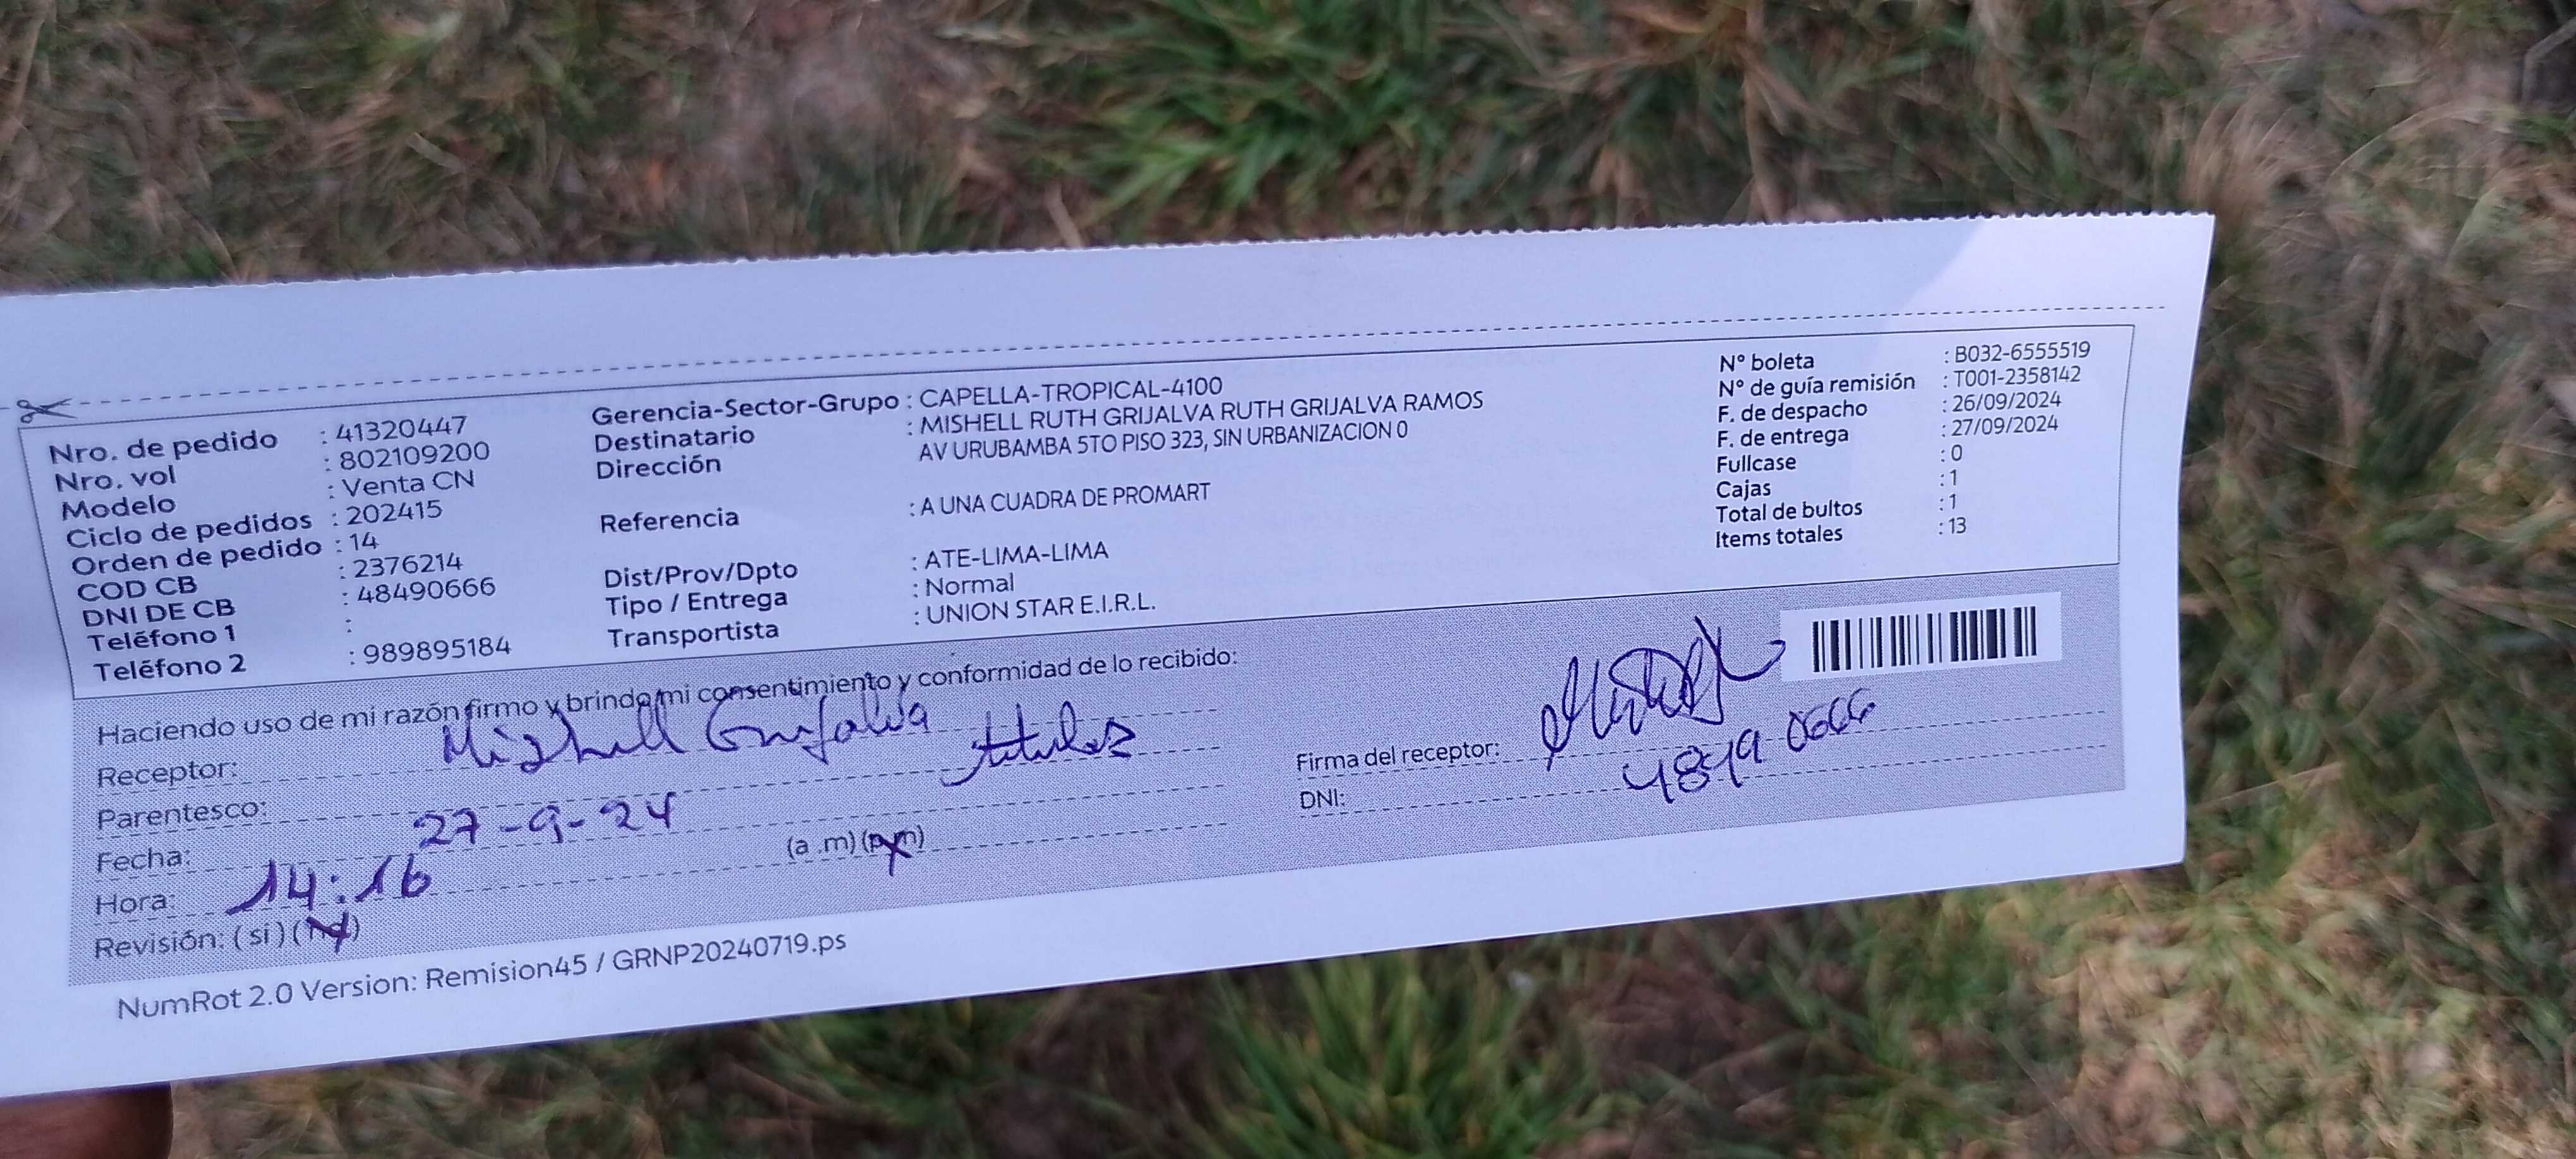 Nro. de pedido : 41320447
Nro. vol : 802109200
Modelo : Venta CN
Ciclo de pedidos : 202415
Orden de pedido : 14
COD CB : 2376214
DNI DE CB : 48490666
Teléfono 1 :
Teléfono 2 : 989895184
Gerencia-Sector-Grupo : CAPELLA-TROPICAL-4100
Destinatario : MISHELL RUTH GRIJALVA RUTH GRIJALVA RAMOS
Dirección AV URUBAMBA 5TO PISO 323, SIN URBANIZACION 0
Referencia : A UNA CUADRA DE PROMART
Dist/Prov/Dpto : ATE-LIMA-LIMA
Tipo / Entrega : Normal
Transportista : UNION STAR E.I.R.L.
N° boleta : B032-6555519
N° de guía remisión : T001-2358142
F. de despacho : 26/09/2024
F. de entrega : 27/09/2024
Fullcase : 0
Cajas : 1
Total de bultos : 1
Items totales : 13
Haciendo uso de mi razón firmo y brindo mi consentimiento y conformidad de lo recibido:
Receptor: Mishell Grijalva
Parentesco: titular
Fecha: 27-9-24
Hora: 14:16 (a .m) (p.m)
Revisión: ( si ) ( no )
Firma del receptor:
DNI: 48490666
NumRot 2.0 Version: Remision45 / GRNP20240719.ps